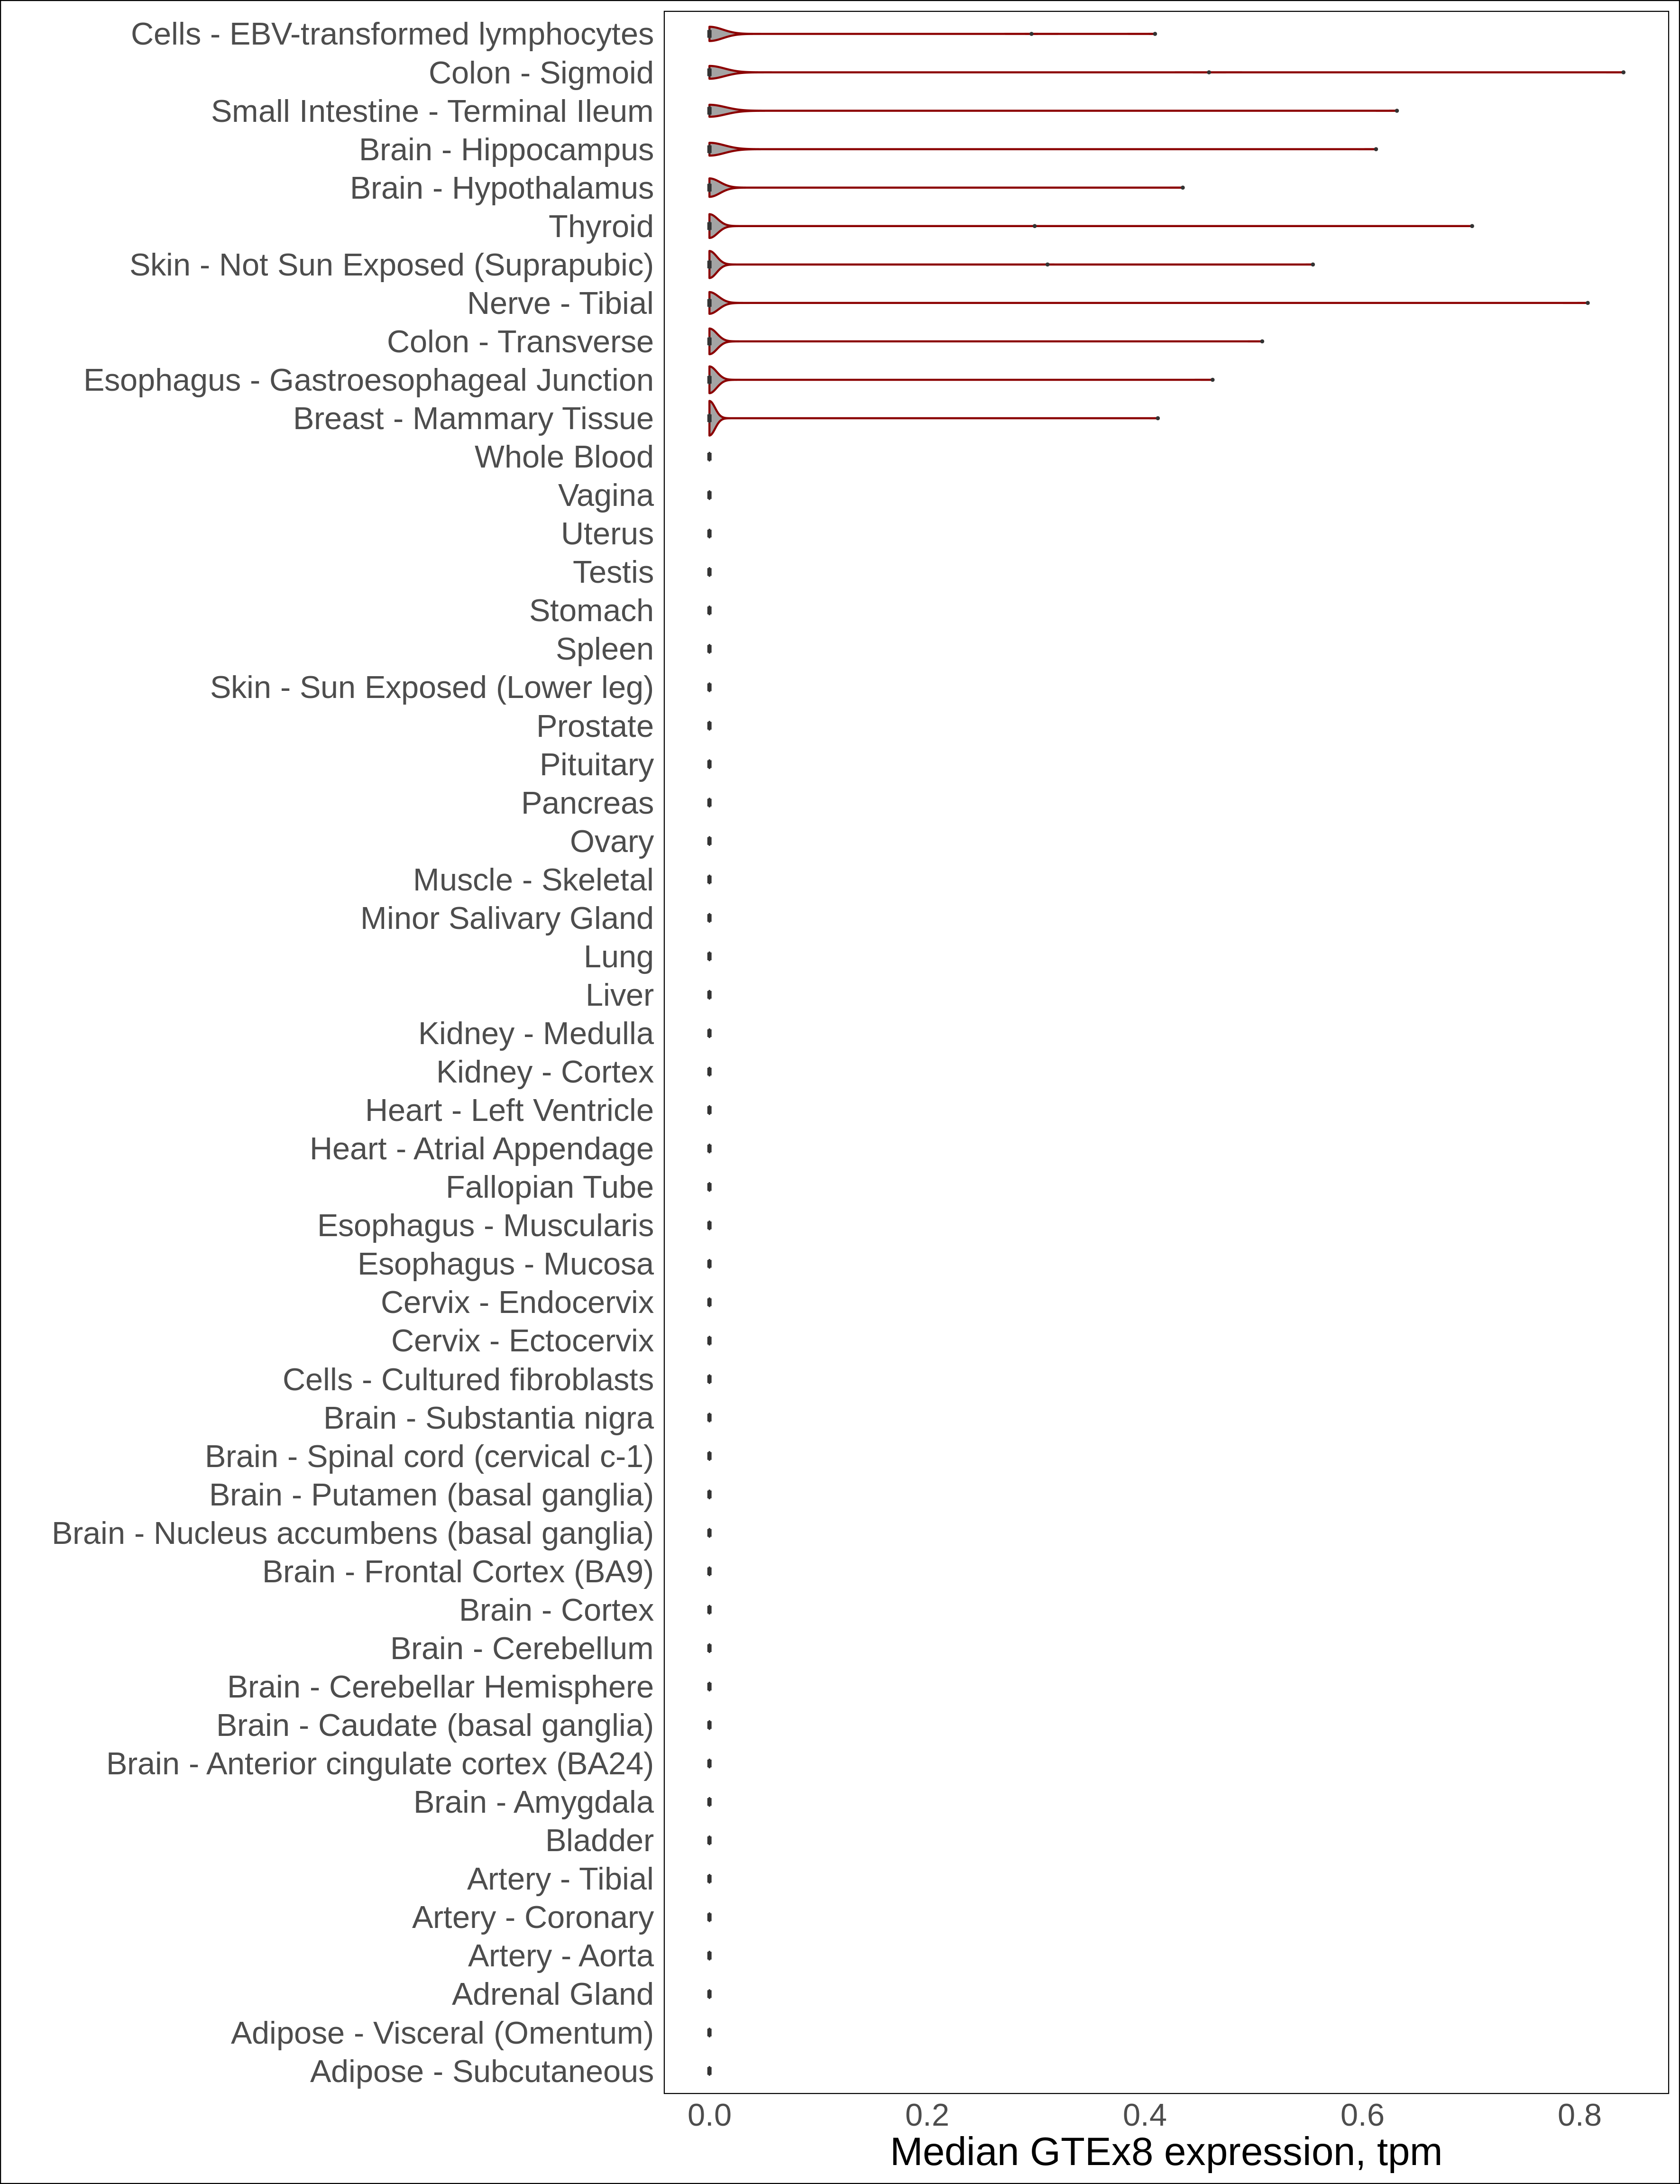 Cells - EBV-transformed lymphocytes
Colon - Sigmoid
Small Intestine - Terminal Ileum
Brain - Hippocampus
Brain - Hypothalamus
Thyroid
Skin - Not Sun Exposed (Suprapubic)
Nerve - Tibial
Colon - Transverse
Esophagus - Gastroesophageal Junction
Breast - Mammary Tissue
Whole Blood
Vagina
Uterus
Testis
Stomach
Spleen
Skin - Sun Exposed (Lower leg)
Prostate
Pituitary
Pancreas
Ovary
Muscle - Skeletal
Minor Salivary Gland
Lung
Liver
Kidney - Medulla
Kidney - Cortex
Heart - Left Ventricle
Heart - Atrial Appendage
Fallopian Tube
Esophagus - Muscularis
Esophagus - Mucosa
Cervix - Endocervix
Cervix - Ectocervix
Cells - Cultured fibroblasts
Brain - Substantia nigra
Brain - Spinal cord (cervical c-1)
Brain - Putamen (basal ganglia)
Brain - Nucleus accumbens (basal ganglia)
Brain - Frontal Cortex (BA9)
Brain - Cortex
Brain - Cerebellum
Brain - Cerebellar Hemisphere
Brain - Caudate (basal ganglia)
Brain - Anterior cingulate cortex (BA24)
Brain - Amygdala
Bladder
Artery - Tibial
Artery - Coronary
Artery - Aorta
Adrenal Gland
Adipose - Visceral (Omentum)
Adipose - Subcutaneous
0.0 0.2 0.4 0.6 0.8
Median GTEx8 expression, tpm